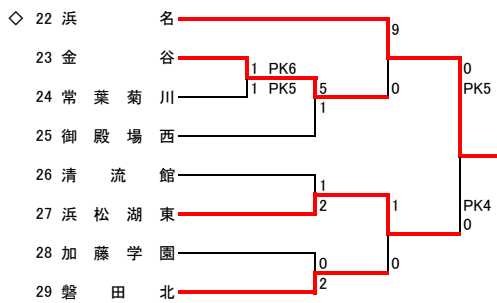 ◇ 22 浜名 9
23 金谷 1 PK6 0
24 常葉菊川 1 PK5 5 0 PK5
25 御殿場西 1
26 清流館 1
27 浜松湖東 2 1 PK4
0
28 加藤学園 0 0
29 磐田北 2